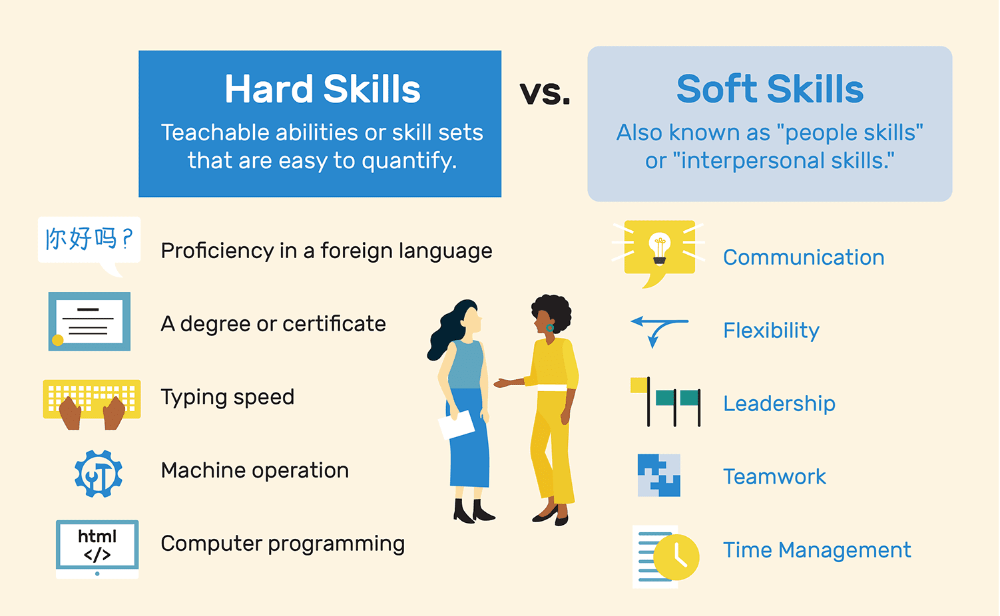 Hard Skills
Teachable abilities or skill sets
that are easy to quantify.
vs.
Soft Skills
Also known as "people skills"
or "interpersonal skills."
你好吗?
Proficiency in a foreign language
A degree or certificate
Typing speed
Machine operation
html
</>
Computer programming
Communication
Flexibility
Leadership
Teamwork
Time Management